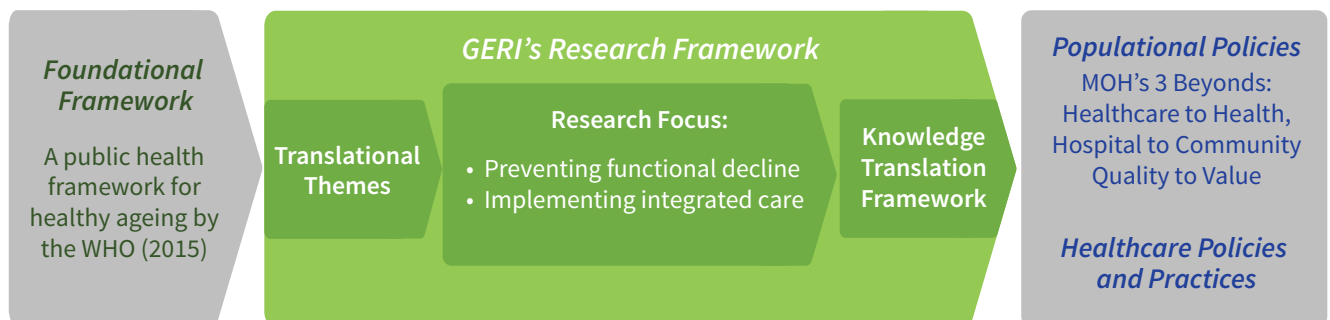 Foundational
Framework
A public health
framework for
healthy ageing by
the WHO (2015)
GERI’s Research Framework
Translational
Themes
Research Focus:
• Preventing functional decline
• Implementing integrated care
Knowledge
Translation
Framework
Populational Policies
MOH’s 3 Beyonds:
Healthcare to Health,
Hospital to Community
Quality to Value
Healthcare Policies
and Practices